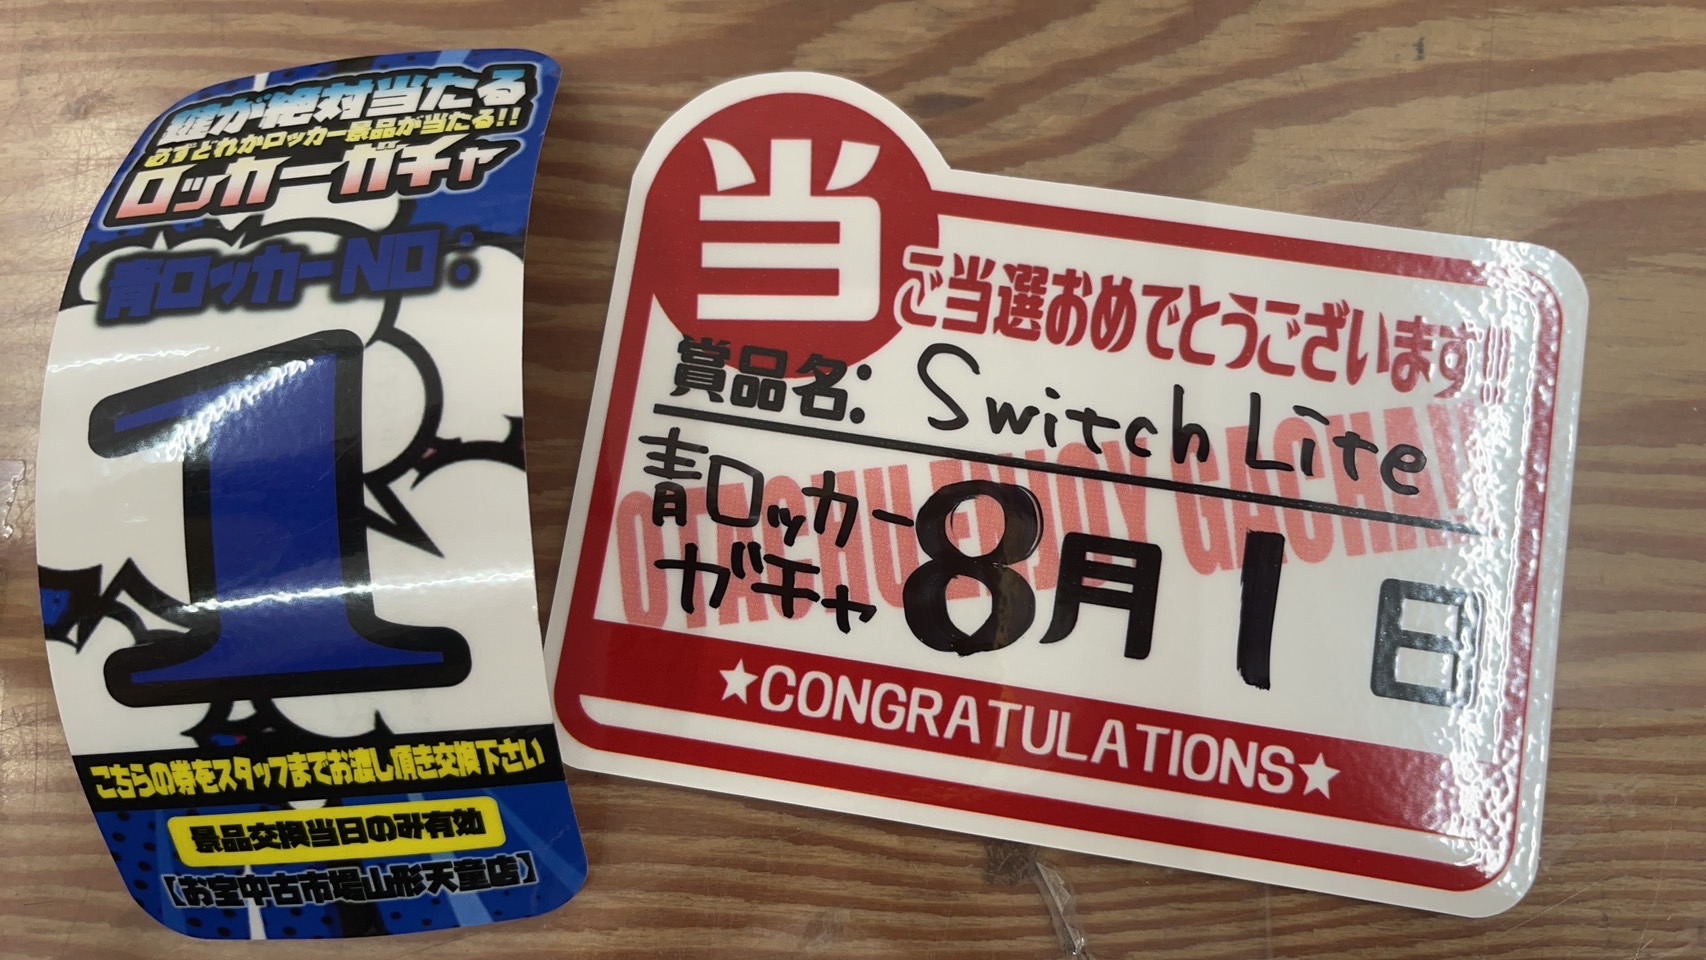 鍵が絶対当たる
必ずどれかロッカー景品が当たる!!
ロッカーガチャ
青ロッカーNO:
1
こちらの券をスタッフまでお渡し頂き交換下さい
景品交換当日のみ有効
【お宝中古市場山形天童店】
当
ご当選おめでとうございます
賞品名: Switch Lite
青ロッカーガチャ
8月1日
OTACHU ENJOY GACHA!!
★CONGRATULATIONS★